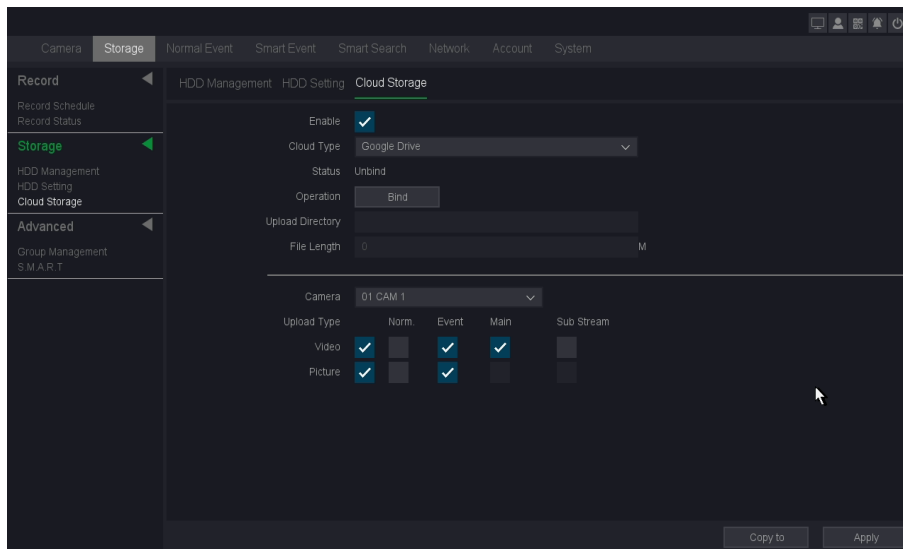 Camera Storage Normal Event Smart Event Smart Search Network Account System
Record
Record Schedule
Record Status
Storage
HDD Management
HDD Setting
Cloud Storage
Advanced
Group Management
S.M.A.R.T
HDD Management HDD Setting Cloud Storage
Enable
Cloud Type Google Drive
Status Unbind
Operation Bind
Upload Directory
File Length 0 M
Camera 01 CAM 1
Upload Type Norm. Event Main Sub Stream
Video
Picture
Copy to Apply